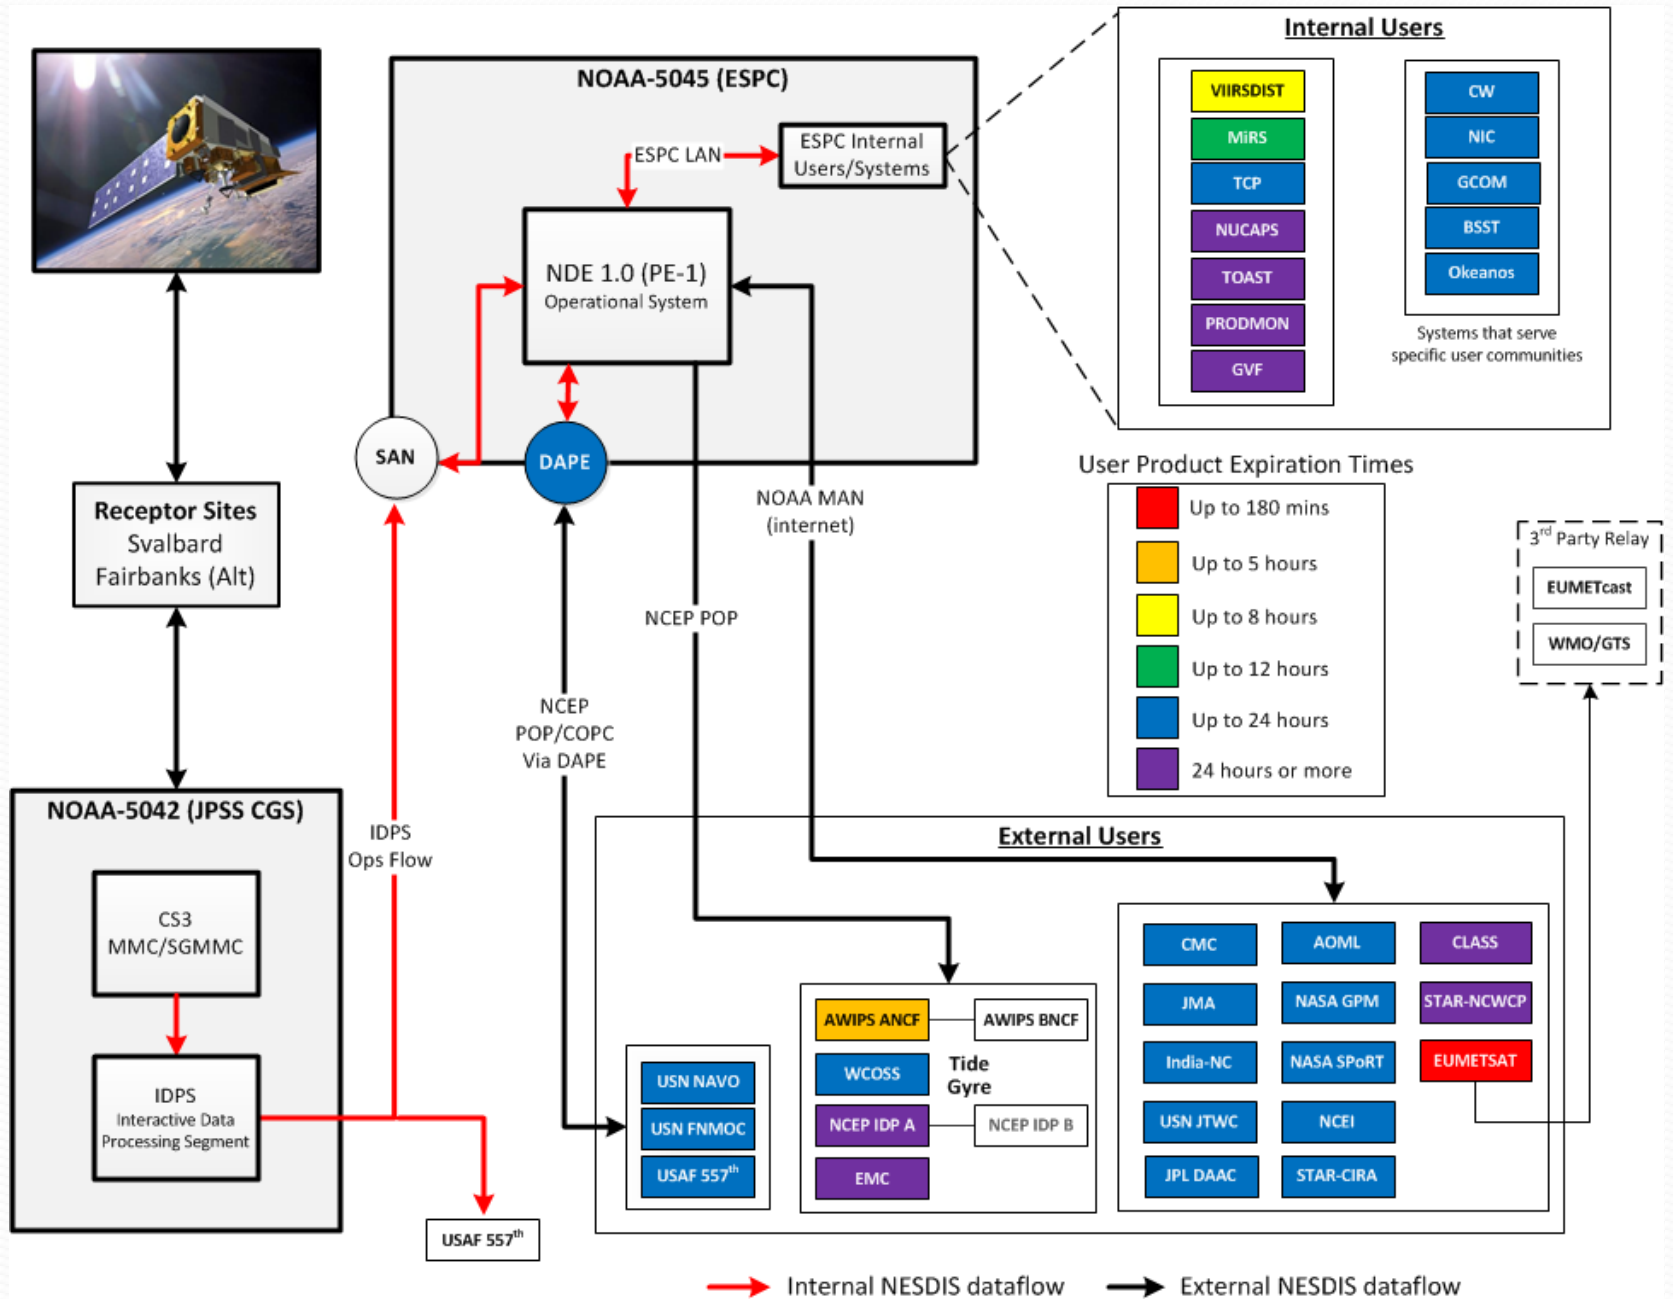 NOAA-5045 (ESPC)
ESPC LAN
ESPC Internal
Users/Systems
NDE 1.0 (PE-1)
Operational System
SAN
DAPE
Internal Users
VIIRSDIST
MiRS
TCP
NUCAPS
TOAST
PRODMON
GVF
CW
NIC
GCOM
BSST
Okeanos
Systems that serve
specific user communities
Receptor Sites
Svalbard
Fairbanks (Alt)
NOAA MAN
(internet)
NCEP POP
NCEP
POP/COPC
Via DAPE
IDPS
Ops Flow
User Product Expiration Times
Up to 180 mins
Up to 5 hours
Up to 8 hours
Up to 12 hours
Up to 24 hours
24 hours or more
3rd Party Relay
EUMETcast
WMO/GTS
NOAA-5042 (JPSS CGS)
CS3
MMC/SGMMC
IDPS
Interactive Data
Processing Segment
USAF 557th
External Users
USN NAVO
USN FNMOC
USAF 557th
AWIPS ANCF
AWIPS BNCF
WCOSS
Tide
Gyre
NCEP IDP A
NCEP IDP B
EMC
CMC
AOML
CLASS
JMA
NASA GPM
STAR-NCWCP
India-NC
NASA SPoRT
EUMETSAT
USN JTWC
NCEI
JPL DAAC
STAR-CIRA
Internal NESDIS dataflow
External NESDIS dataflow